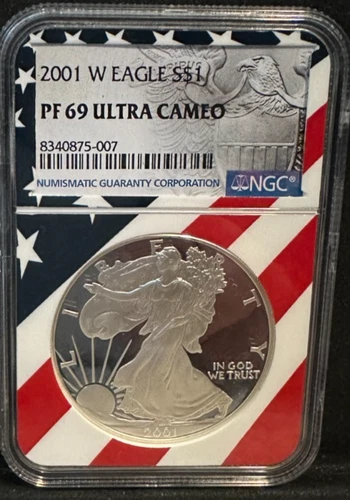 2001 W EAGLE S$1
PF 69 ULTRA CAMEO
8340875-007
NUMISMATIC GUARANTY CORPORATION NGC®
LIBERTY
IN GOD
WE TRUST
2001